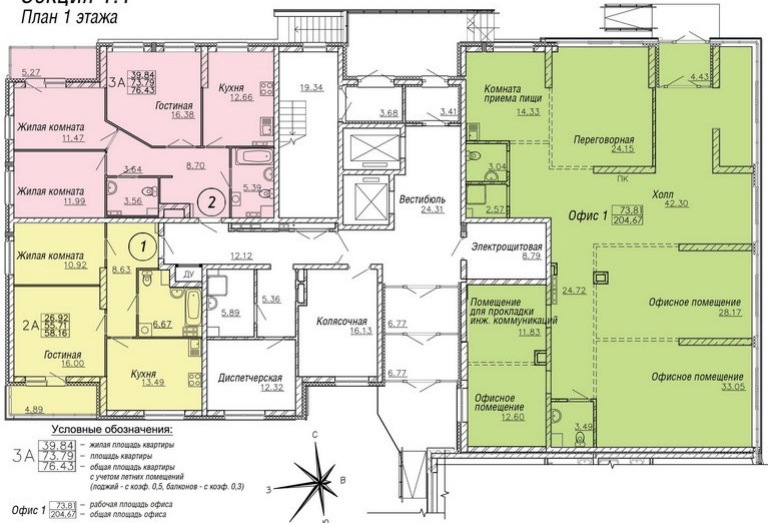 План 1 этажа
5.27
3А 39.84
73.79
76.43
Гостиная
16.38
Кухня
12.66
19.34
3.68
3.41
Комната
приема пищи
14.33
4.43
Жилая комната
11.47
Переговорная
24.15
3.64
8.70
5.39
3.04
ПК
Жилая комната
11.99
3.56
2
Вестибюль
24.31
2.57
Холл
42.30
Офис 1 73.81
204.67
1
Жилая комната
10.92
8.63
12.12
Электрощитовая
8.79
ДУ
5.89
5.36
24.72
2А 26.92
55.71
58.16
6.67
Колясочная
16.13
6.77
Помещение
для прокладки
инж. коммуникаций
11.83
Офисное помещение
28.17
Гостиная
16.00
Кухня
13.49
Диспетчерская
12.32
6.77
Офисное помещение
33.05
Офисное
помещение
12.60
4.89
3.49
Условные обозначения:
3А 39.84 – жилая площадь квартиры
73.79 – площадь квартиры
76.43 – общая площадь квартиры
с учетом летних помещений
(лоджий - с коэф. 0,5, балконов - с коэф. 0,3)
Офис 1 73.81 – рабочая площадь офиса
204.67 – общая площадь офиса
С
З
В